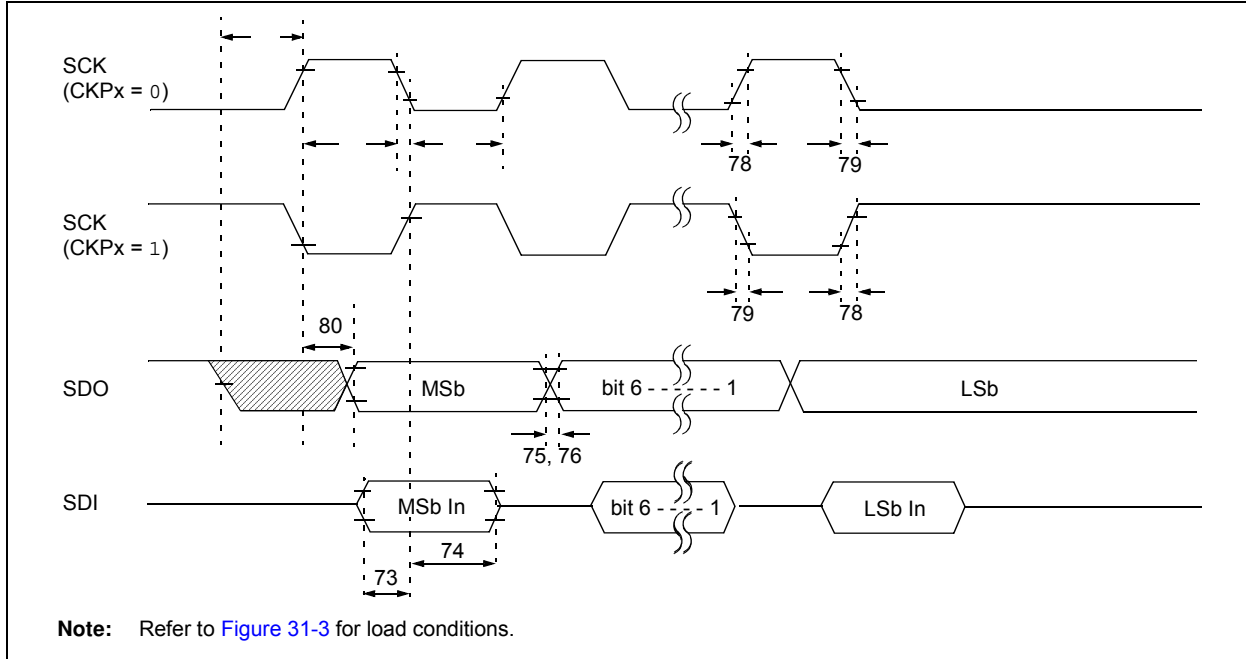 SCK
(CKPx = 0)
78
79
SCK
(CKPx = 1)
79
78
80
SDO
MSb
bit 6 - - - - - - 1
LSb
75, 76
SDI
MSb In
bit 6 - - - - 1
LSb In
74
73
Note: Refer to Figure 31-3 for load conditions.